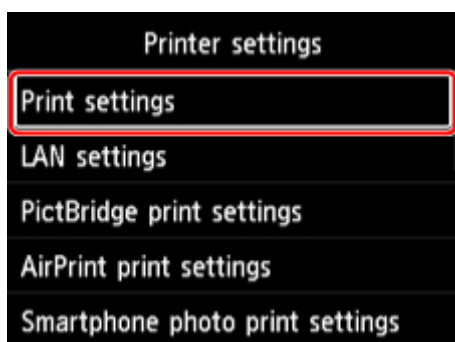 Printer settings
Print settings
LAN settings
PictBridge print settings
AirPrint print settings
Smartphone photo print settings